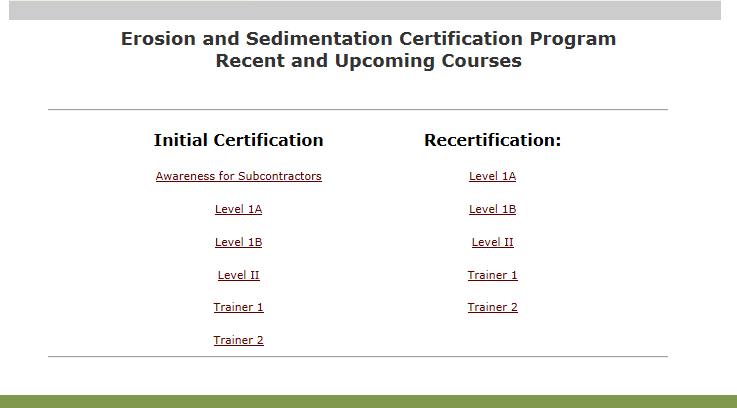 Erosion and Sedimentation Certification Program
Recent and Upcoming Courses
Initial Certification
Awareness for Subcontractors
Level 1A
Level 1B
Level II
Trainer 1
Trainer 2
Recertification:
Level 1A
Level 1B
Level II
Trainer 1
Trainer 2